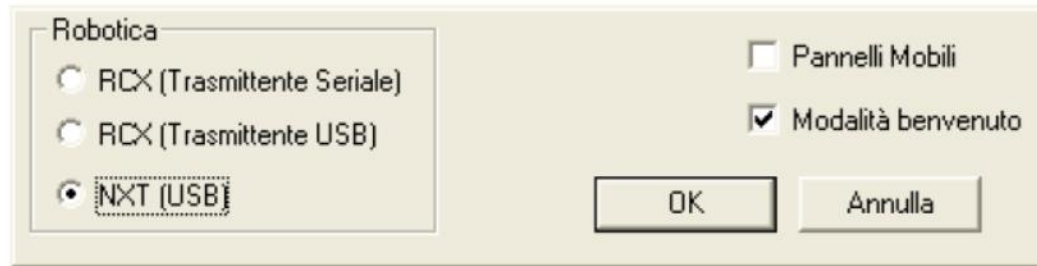 Robotica
RCX (Trasmittente Seriale)
RCX (Trasmittente USB)
NXT (USB)
Pannelli Mobili
Modalità benvenuto
OK
Annulla